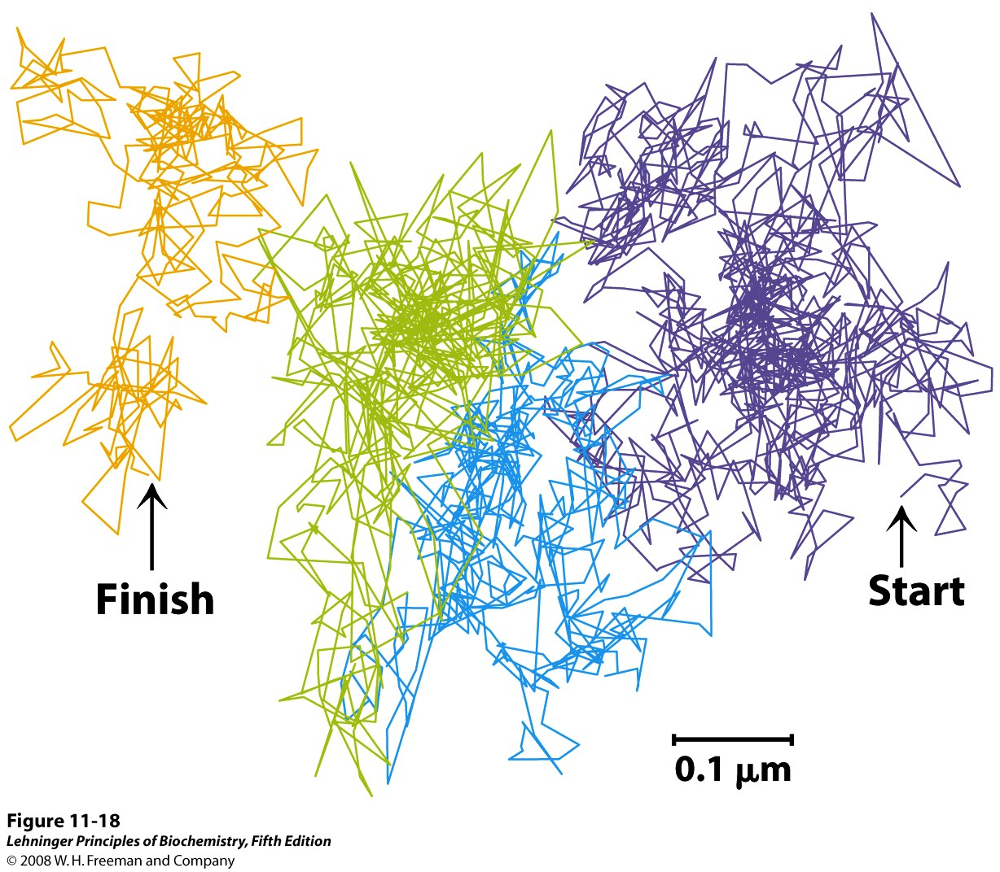 Finish
Start
0.1 μm
Figure 11-18
Lehninger Principles of Biochemistry, Fifth Edition
© 2008 W. H. Freeman and Company